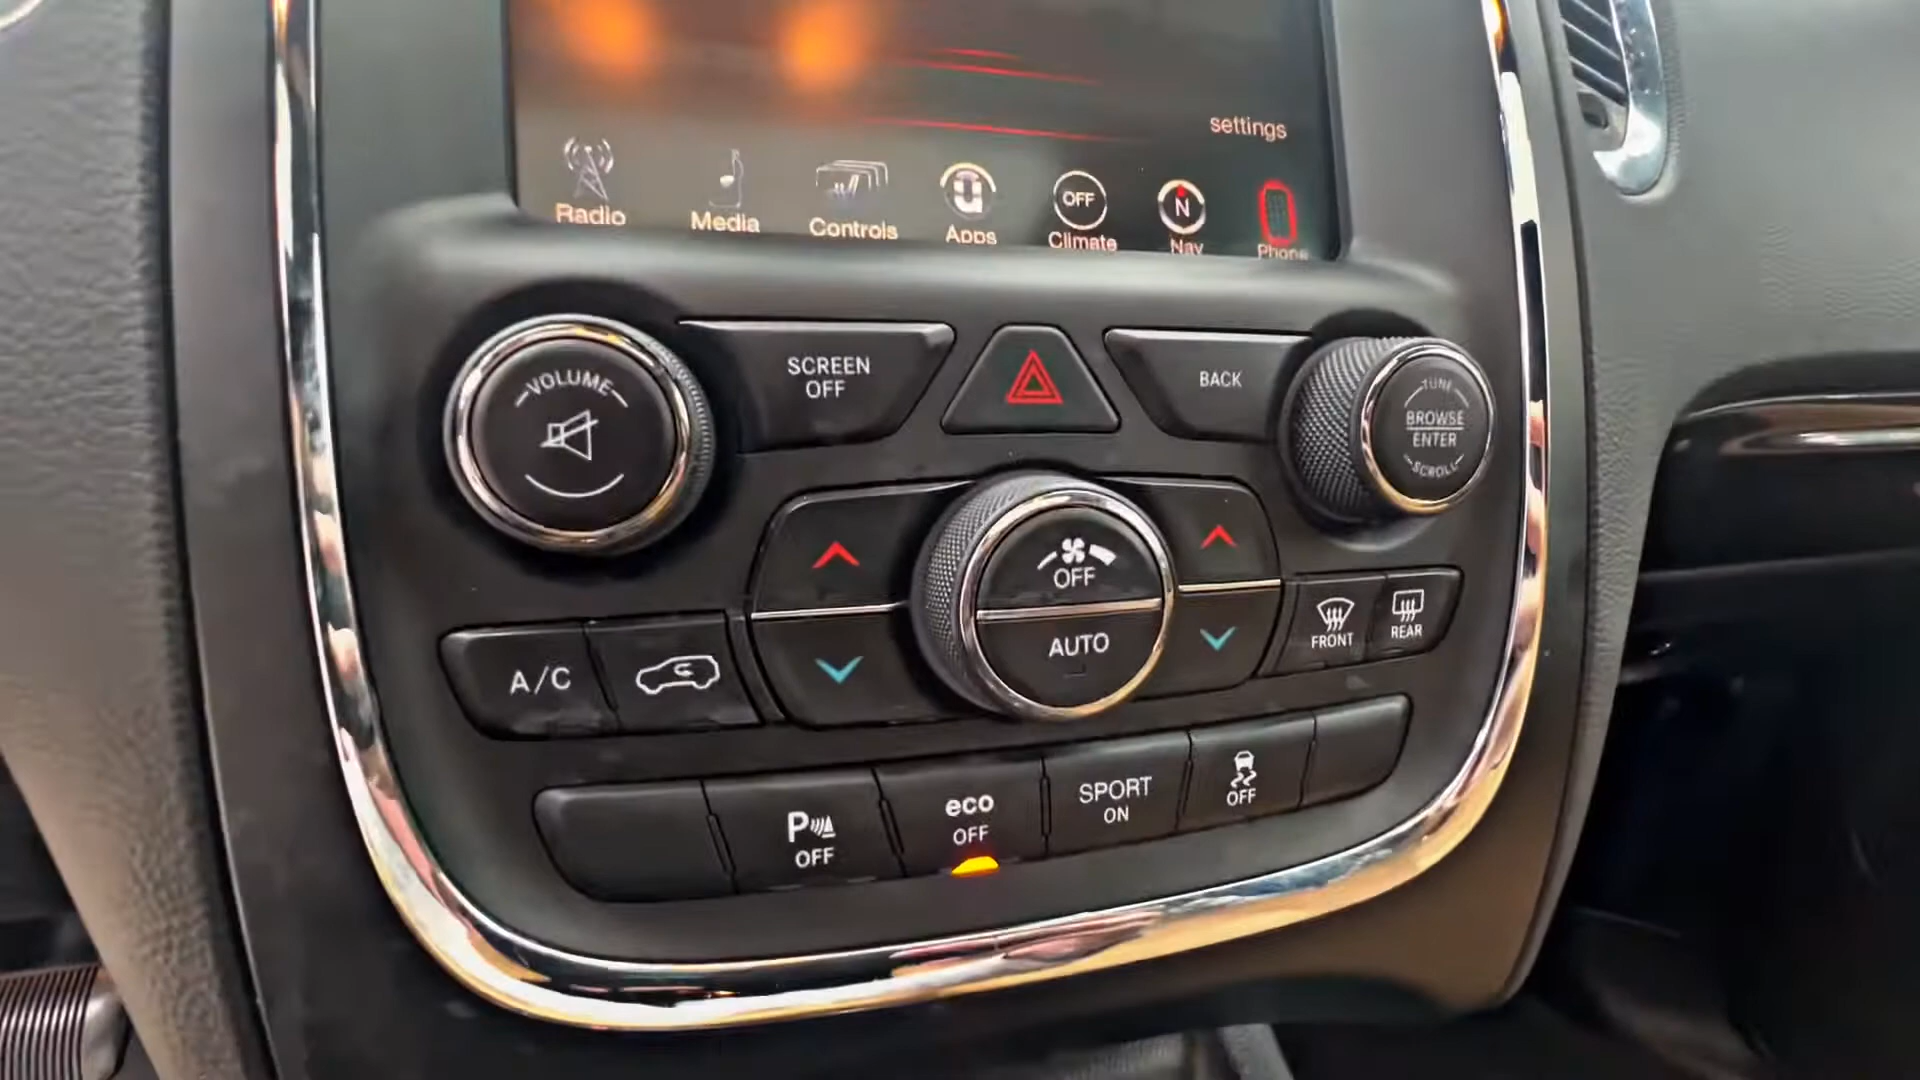 settings
Radio
Media
Controls
Apps
OFF
Climate
N
Nav
Phone
VOLUME
SCREEN
OFF
BACK
TUNE
BROWSE
ENTER
SCROLL
OFF
AUTO
A/C
FRONT
REAR
P
OFF
eco
OFF
SPORT
ON
OFF